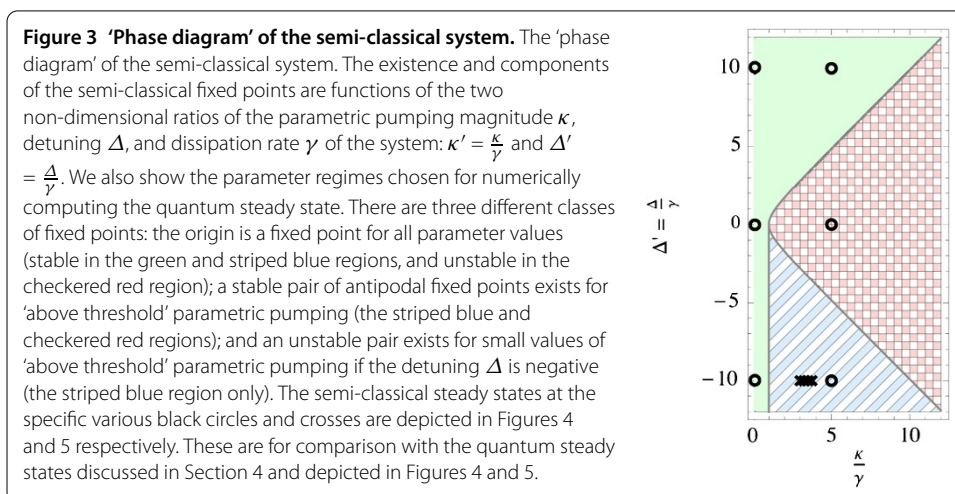 Figure 3 'Phase diagram' of the semi-classical system. The 'phase
diagram' of the semi-classical system. The existence and components
of the semi-classical fixed points are functions of the two
non-dimensional ratios of the parametric pumping magnitude κ,
detuning Δ, and dissipation rate γ of the system: κ′ = κ/γ and Δ′
= Δ/γ. We also show the parameter regimes chosen for numerically
computing the quantum steady state. There are three different classes
of fixed points: the origin is a fixed point for all parameter values
(stable in the green and striped blue regions, and unstable in the
checkered red region); a stable pair of antipodal fixed points exists for
'above threshold' parametric pumping (the striped blue and
checkered red regions); and an unstable pair exists for small values of
'above threshold' parametric pumping if the detuning Δ is negative
(the striped blue region only). The semi-classical steady states at the
specific various black circles and crosses are depicted in Figures 4
and 5 respectively. These are for comparison with the quantum steady
states discussed in Section 4 and depicted in Figures 4 and 5.
Δ' = Δ/γ
10
5
0
−5
−10
0 5 10
κ/γ